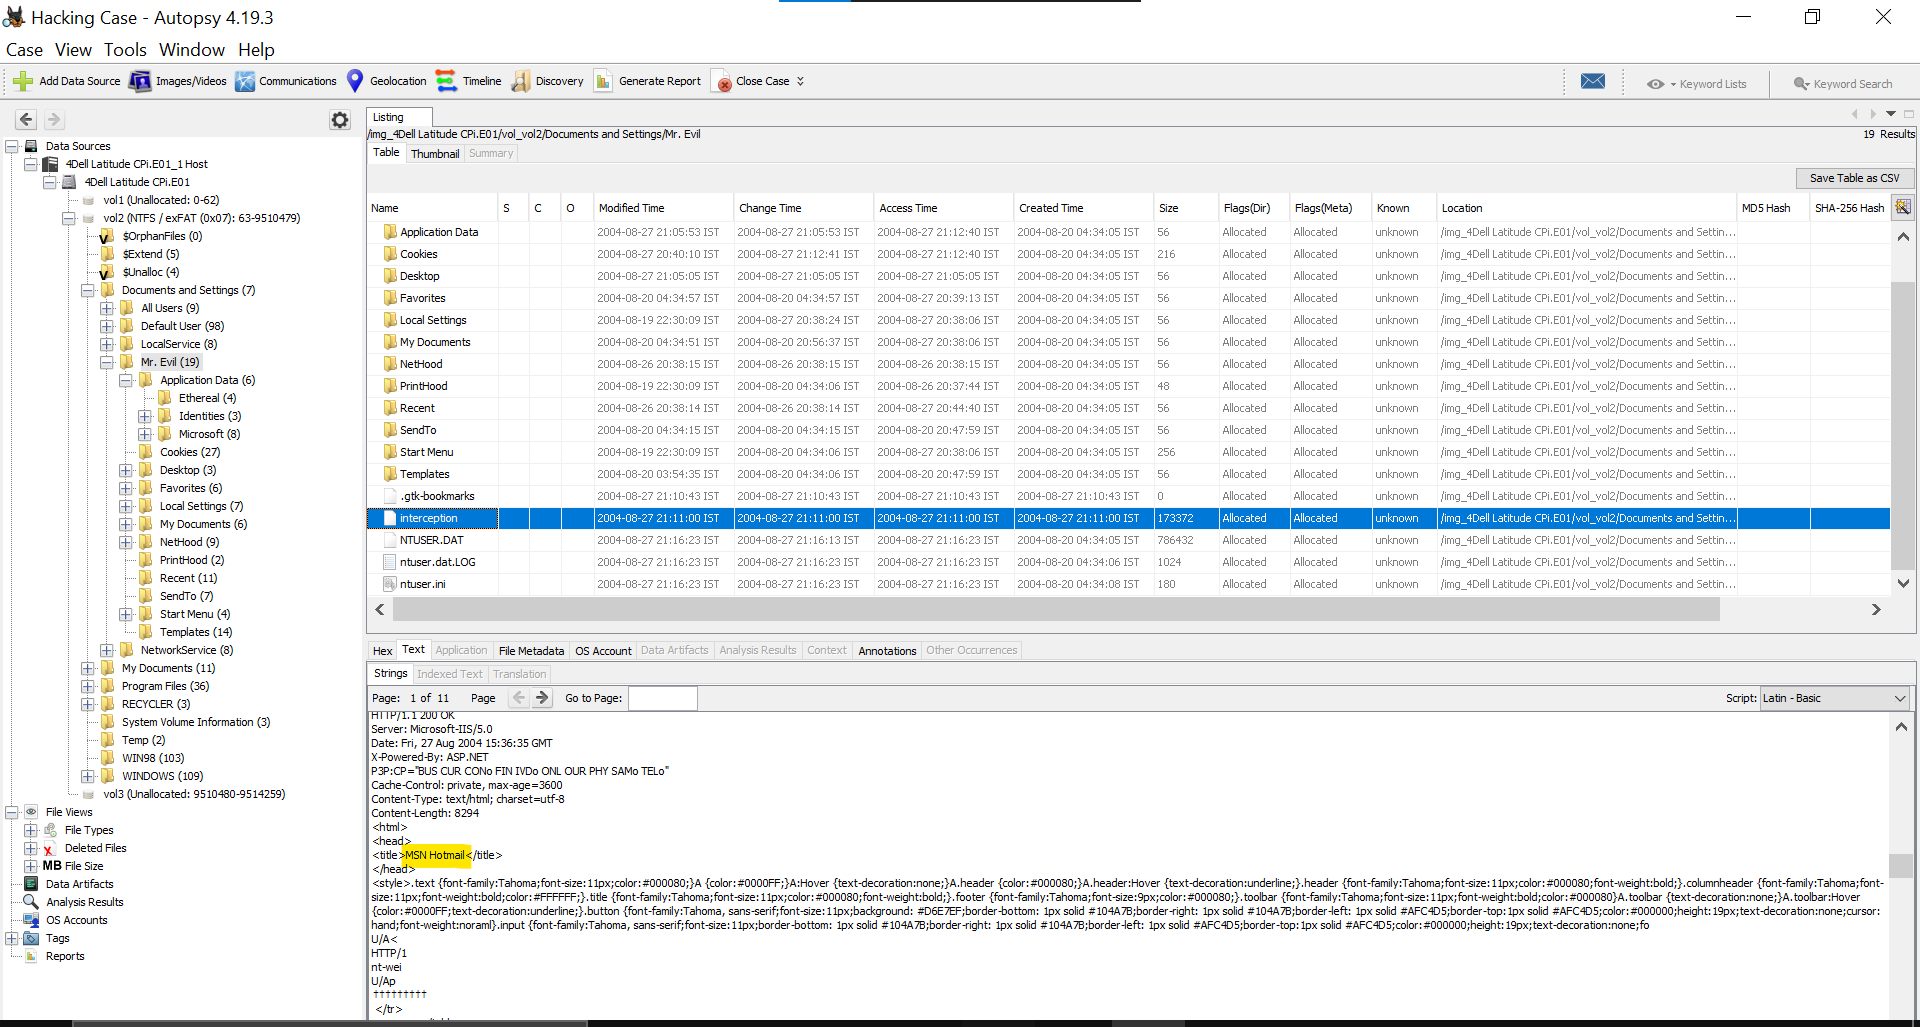 Hacking Case - Autopsy 4.19.3
Case View Tools Window Help
Add Data Source Images/Videos Communications Geolocation Timeline Discovery Generate Report Close Case Keyword Lists Keyword Search
Data Sources
4Dell Latitude CPi.E01_1 Host
4Dell Latitude CPi.E01
vol1 (Unallocated: 0-62)
vol2 (NTFS / exFAT (0x07): 63-9510479)
$OrphanFiles (0)
$Extend (5)
$Unalloc (4)
Documents and Settings (7)
All Users (9)
Default User (98)
LocalService (8)
Mr. Evil (19)
Application Data (6)
Ethereal (4)
Identities (3)
Microsoft (8)
Cookies (27)
Desktop (3)
Favorites (6)
Local Settings (7)
My Documents (6)
NetHood (9)
PrintHood (2)
Recent (11)
SendTo (7)
Start Menu (4)
Templates (14)
NetworkService (8)
My Documents (11)
Program Files (36)
RECYCLER (3)
System Volume Information (3)
Temp (2)
WIN98 (103)
WINDOWS (109)
vol3 (Unallocated: 9510480-9514259)
File Views
File Types
Deleted Files
MB File Size
Data Artifacts
Analysis Results
OS Accounts
Tags
Reports
Listing
/img_4Dell Latitude CPi.E01/vol_vol2/Documents and Settings/Mr. Evil 19 Results
Table Thumbnail Summary
Save Table as CSV
Name S C O Modified Time Change Time Access Time Created Time Size Flags(Dir) Flags(Meta) Known Location MD5 Hash SHA-256 Hash
Application Data 2004-08-27 21:05:53 IST 2004-08-27 21:05:53 IST 2004-08-27 21:12:40 IST 2004-08-20 04:34:05 IST 56 Allocated Allocated unknown /img_4Dell Latitude CPi.E01/vol_vol2/Documents and Settin...
Cookies 2004-08-27 20:40:10 IST 2004-08-27 21:12:41 IST 2004-08-27 21:12:40 IST 2004-08-20 04:34:05 IST 216 Allocated Allocated unknown /img_4Dell Latitude CPi.E01/vol_vol2/Documents and Settin...
Desktop 2004-08-27 21:05:05 IST 2004-08-27 21:05:05 IST 2004-08-27 21:05:05 IST 2004-08-20 04:34:05 IST 56 Allocated Allocated unknown /img_4Dell Latitude CPi.E01/vol_vol2/Documents and Settin...
Favorites 2004-08-20 04:34:57 IST 2004-08-20 04:34:57 IST 2004-08-27 20:39:13 IST 2004-08-20 04:34:05 IST 56 Allocated Allocated unknown /img_4Dell Latitude CPi.E01/vol_vol2/Documents and Settin...
Local Settings 2004-08-19 22:30:09 IST 2004-08-27 20:38:24 IST 2004-08-27 20:38:06 IST 2004-08-20 04:34:05 IST 56 Allocated Allocated unknown /img_4Dell Latitude CPi.E01/vol_vol2/Documents and Settin...
My Documents 2004-08-20 04:34:51 IST 2004-08-27 20:56:37 IST 2004-08-27 20:38:06 IST 2004-08-20 04:34:05 IST 56 Allocated Allocated unknown /img_4Dell Latitude CPi.E01/vol_vol2/Documents and Settin...
NetHood 2004-08-26 20:38:15 IST 2004-08-26 20:38:15 IST 2004-08-26 20:38:15 IST 2004-08-20 04:34:05 IST 56 Allocated Allocated unknown /img_4Dell Latitude CPi.E01/vol_vol2/Documents and Settin...
PrintHood 2004-08-19 22:30:09 IST 2004-08-20 04:34:06 IST 2004-08-20 20:37:44 IST 2004-08-20 04:34:05 IST 48 Allocated Allocated unknown /img_4Dell Latitude CPi.E01/vol_vol2/Documents and Settin...
Recent 2004-08-26 20:38:14 IST 2004-08-26 20:38:14 IST 2004-08-27 20:44:40 IST 2004-08-20 04:34:05 IST 56 Allocated Allocated unknown /img_4Dell Latitude CPi.E01/vol_vol2/Documents and Settin...
SendTo 2004-08-20 04:34:15 IST 2004-08-20 04:34:15 IST 2004-08-20 20:47:59 IST 2004-08-20 04:34:05 IST 56 Allocated Allocated unknown /img_4Dell Latitude CPi.E01/vol_vol2/Documents and Settin...
Start Menu 2004-08-19 22:30:09 IST 2004-08-20 04:34:06 IST 2004-08-27 20:38:06 IST 2004-08-20 04:34:05 IST 256 Allocated Allocated unknown /img_4Dell Latitude CPi.E01/vol_vol2/Documents and Settin...
Templates 2004-08-20 03:54:35 IST 2004-08-20 04:34:06 IST 2004-08-20 20:47:59 IST 2004-08-20 04:34:05 IST 56 Allocated Allocated unknown /img_4Dell Latitude CPi.E01/vol_vol2/Documents and Settin...
.gtk-bookmarks 2004-08-27 21:10:43 IST 2004-08-27 21:10:43 IST 2004-08-27 21:10:43 IST 2004-08-27 21:10:43 IST 0 Allocated Allocated unknown /img_4Dell Latitude CPi.E01/vol_vol2/Documents and Settin...
interception 2004-08-27 21:11:00 IST 2004-08-27 21:11:00 IST 2004-08-27 21:11:00 IST 2004-08-27 21:11:00 IST 173372 Allocated Allocated unknown /img_4Dell Latitude CPi.E01/vol_vol2/Documents and Settin...
NTUSER.DAT 2004-08-27 21:16:23 IST 2004-08-27 21:16:13 IST 2004-08-27 21:16:23 IST 2004-08-20 04:34:05 IST 786432 Allocated Allocated unknown /img_4Dell Latitude CPi.E01/vol_vol2/Documents and Settin...
ntuser.dat.LOG 2004-08-27 21:16:23 IST 2004-08-27 21:16:23 IST 2004-08-27 21:16:23 IST 2004-08-20 04:34:06 IST 1024 Allocated Allocated unknown /img_4Dell Latitude CPi.E01/vol_vol2/Documents and Settin...
ntuser.ini 2004-08-27 21:16:23 IST 2004-08-27 21:16:23 IST 2004-08-27 21:16:23 IST 2004-08-20 04:34:08 IST 180 Allocated Allocated unknown /img_4Dell Latitude CPi.E01/vol_vol2/Documents and Settin...
Hex Text Application File Metadata OS Account Data Artifacts Analysis Results Context Annotations Other Occurrences
Strings Indexed Text Translation
Page: 1 of 11 Page Go to Page: Script: Latin - Basic
HTTP/1.1 200 OK
Server: Microsoft-IIS/5.0
Date: Fri, 27 Aug 2004 15:36:35 GMT
X-Powered-By: ASP.NET
P3P:CP="BUS CUR CONo FIN IVDo ONL OUR PHY SAMo TELo"
Cache-Control: private, max-age=3600
Content-Type: text/html; charset=utf-8
Content-Length: 8294
<html>
<head>
<title>MSN Hotmail</title>
</head>
<style>.text {font-family:Tahoma;font-size:11px;color:#000080;}A {color:#0000FF;}A:Hover {text-decoration:none;}A.header {color:#000080;}A.header:Hover {text-decoration:underline;}.header {font-family:Tahoma;font-size:11px;color:#000080;font-weight:bold;}.columnheader {font-family:Tahoma;font-
size:11px;font-weight:bold;color:#FFFFFF;}.title {font-family:Tahoma;font-size:11px;color:#000080;font-weight:bold;}.footer {font-family:Tahoma;font-size:9px;color:#000080;}.toolbar {font-family:Tahoma;font-size:11px;font-weight:bold;color:#000080}A.toolbar {text-decoration:none;}A.toolbar:Hover
{color:#0000FF;text-decoration:underline;}.button {font-family:Tahoma, sans-serif;font-size:11px;background: #D6E7EF;border-bottom: 1px solid #104A7B;border-right: 1px solid #104A7B;border-left: 1px solid #AFC4D5;border-top:1px solid #AFC4D5;color:#000000;height:19px;text-decoration:none;cursor:
hand;font-weight:noraml}.input {font-family:Tahoma, sans-serif;font-size:11px;border-bottom: 1px solid #104A7B;border-right: 1px solid #104A7B;border-left: 1px solid #AFC4D5;border-top:1px solid #AFC4D5;color:#000000;height:19px;text-decoration:none;fo
U/A<
HTTP/1
nt-wei
U/Ap
†††††††††
</tr>